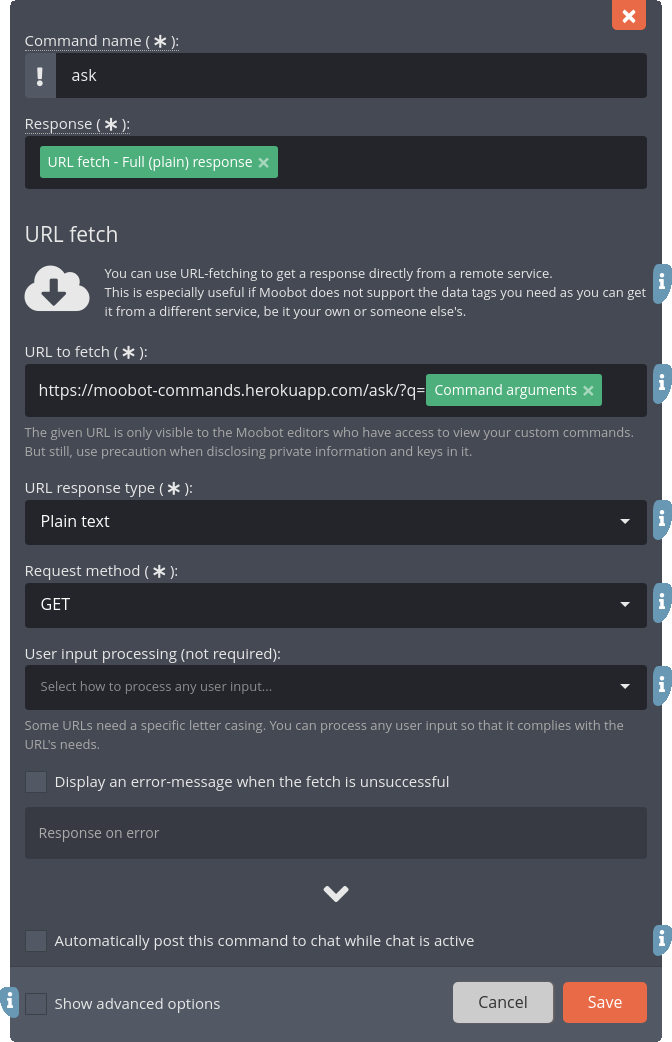 Command name ( * ):
! ask
Response ( * ):
URL fetch - Full (plain) response ×
URL fetch
You can use URL-fetching to get a response directly from a remote service.
This is especially useful if Moobot does not support the data tags you need as you can get
it from a different service, be it your own or someone else's.
URL to fetch ( * ):
https://moobot-commands.herokuapp.com/ask/?q= Command arguments ×
The given URL is only visible to the Moobot editors who have access to view your custom commands.
But still, use precaution when disclosing private information and keys in it.
URL response type ( * ):
Plain text
Request method ( * ):
GET
User input processing (not required):
Select how to process any user input...
Some URLs need a specific letter casing. You can process any user input so that it complies with the
URL's needs.
Display an error-message when the fetch is unsuccessful
Response on error
Automatically post this command to chat while chat is active
Show advanced options
Cancel
Save